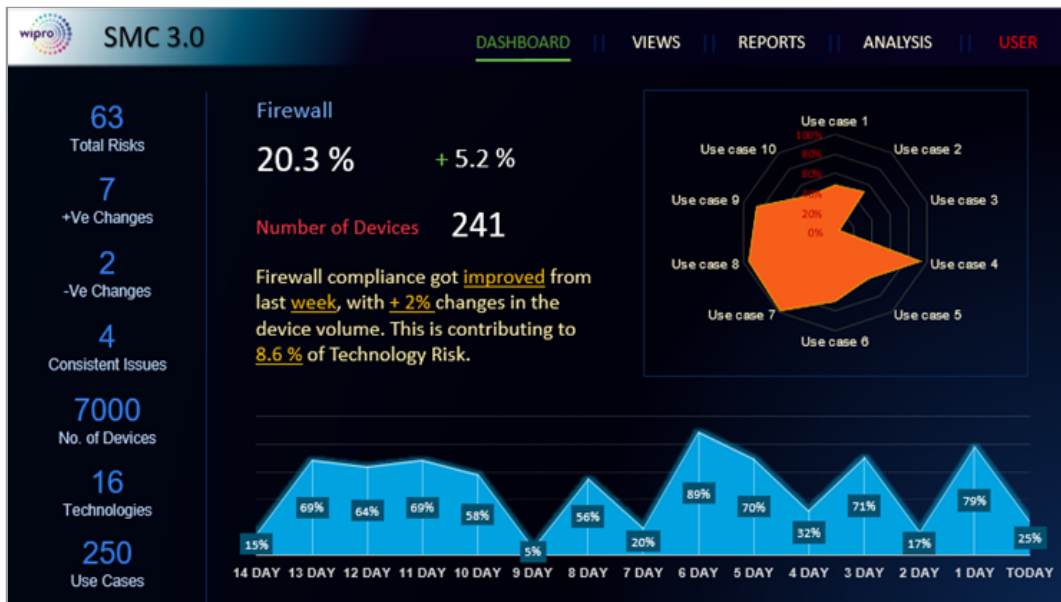 wipro
SMC 3.0
DASHBOARD || VIEWS || REPORTS || ANALYSIS || USER
63
Total Risks
7
+Ve Changes
2
-Ve Changes
4
Consistent Issues
7000
No. of Devices
16
Technologies
250
Use Cases
Firewall
20.3 % + 5.2 %
Number of Devices 241
Firewall compliance got improved from
last week, with + 2% changes in the
device volume. This is contributing to
8.6 % of Technology Risk.
Use case 1
Use case 2
Use case 3
Use case 4
Use case 5
Use case 6
Use case 7
Use case 8
Use case 9
Use case 10
100%
80%
60%
40%
20%
0%
15% 69% 64% 69% 58% 5% 56% 20% 89% 70% 32% 71% 17% 79% 25%
14 DAY 13 DAY 12 DAY 11 DAY 10 DAY 9 DAY 8 DAY 7 DAY 6 DAY 5 DAY 4 DAY 3 DAY 2 DAY 1 DAY TODAY